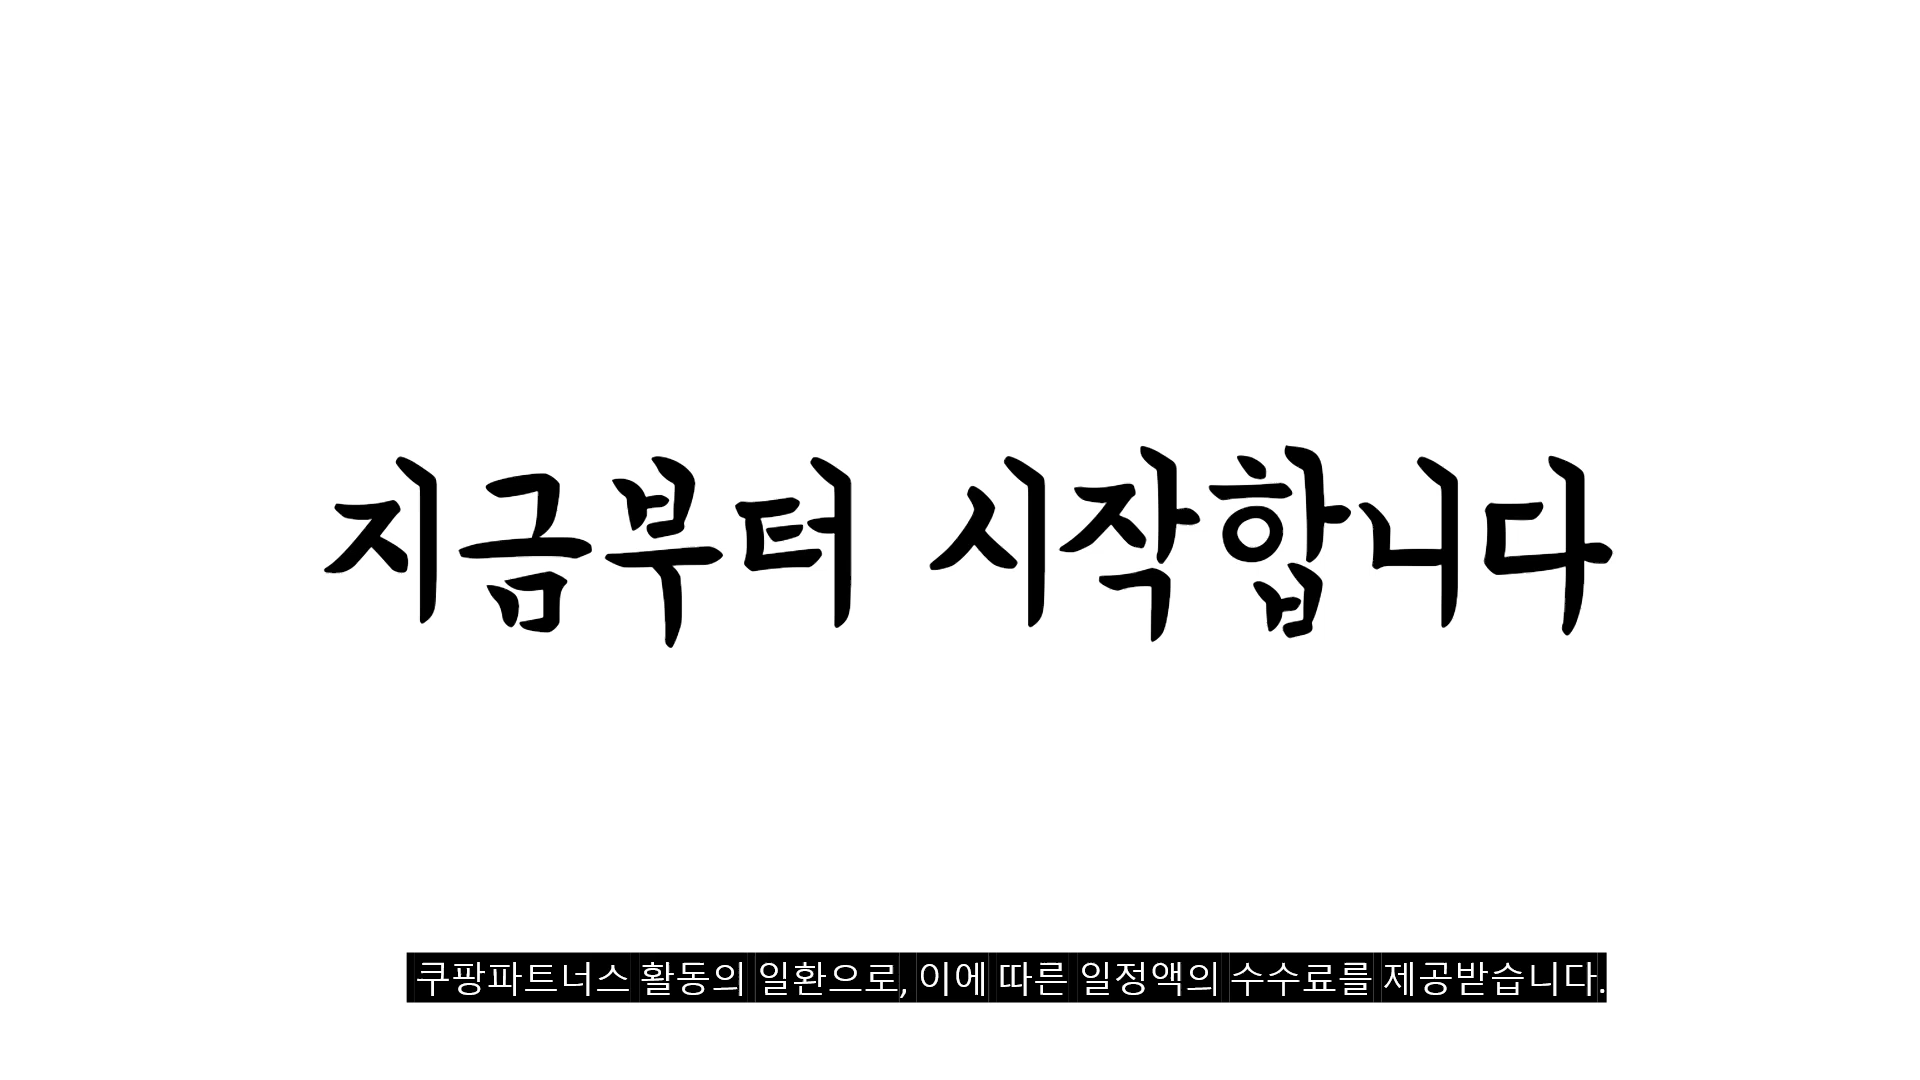 지금부터 시작합니다
쿠팡파트너스 활동의 일환으로, 이에 따른 일정액의 수수료를 제공받습니다.